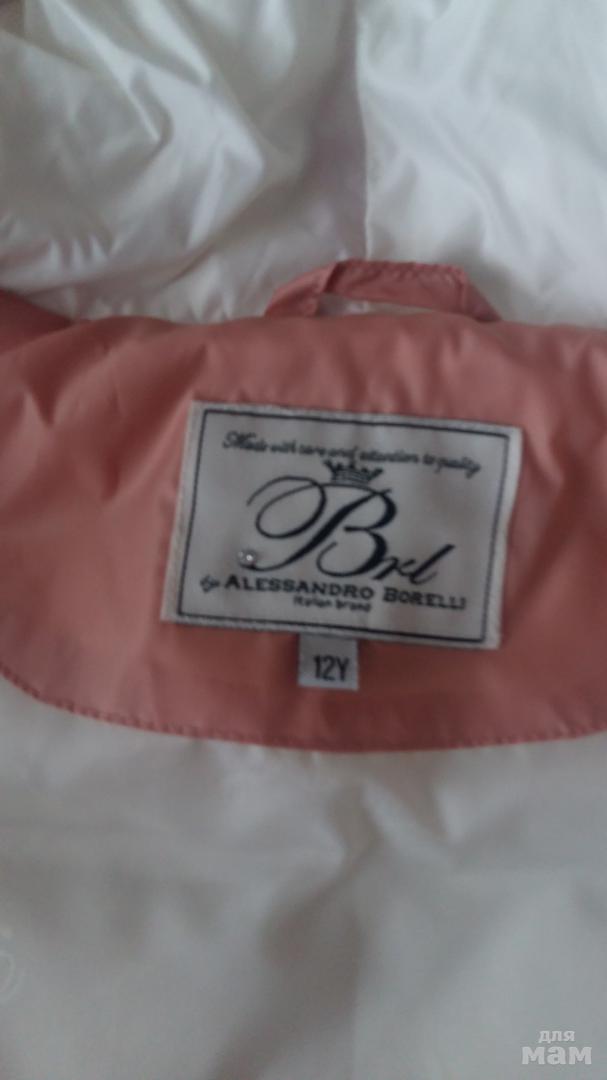 Made with care and attention to quality
Brl
by ALESSANDRO BORELLI
Italian brand
12Y
для
мам